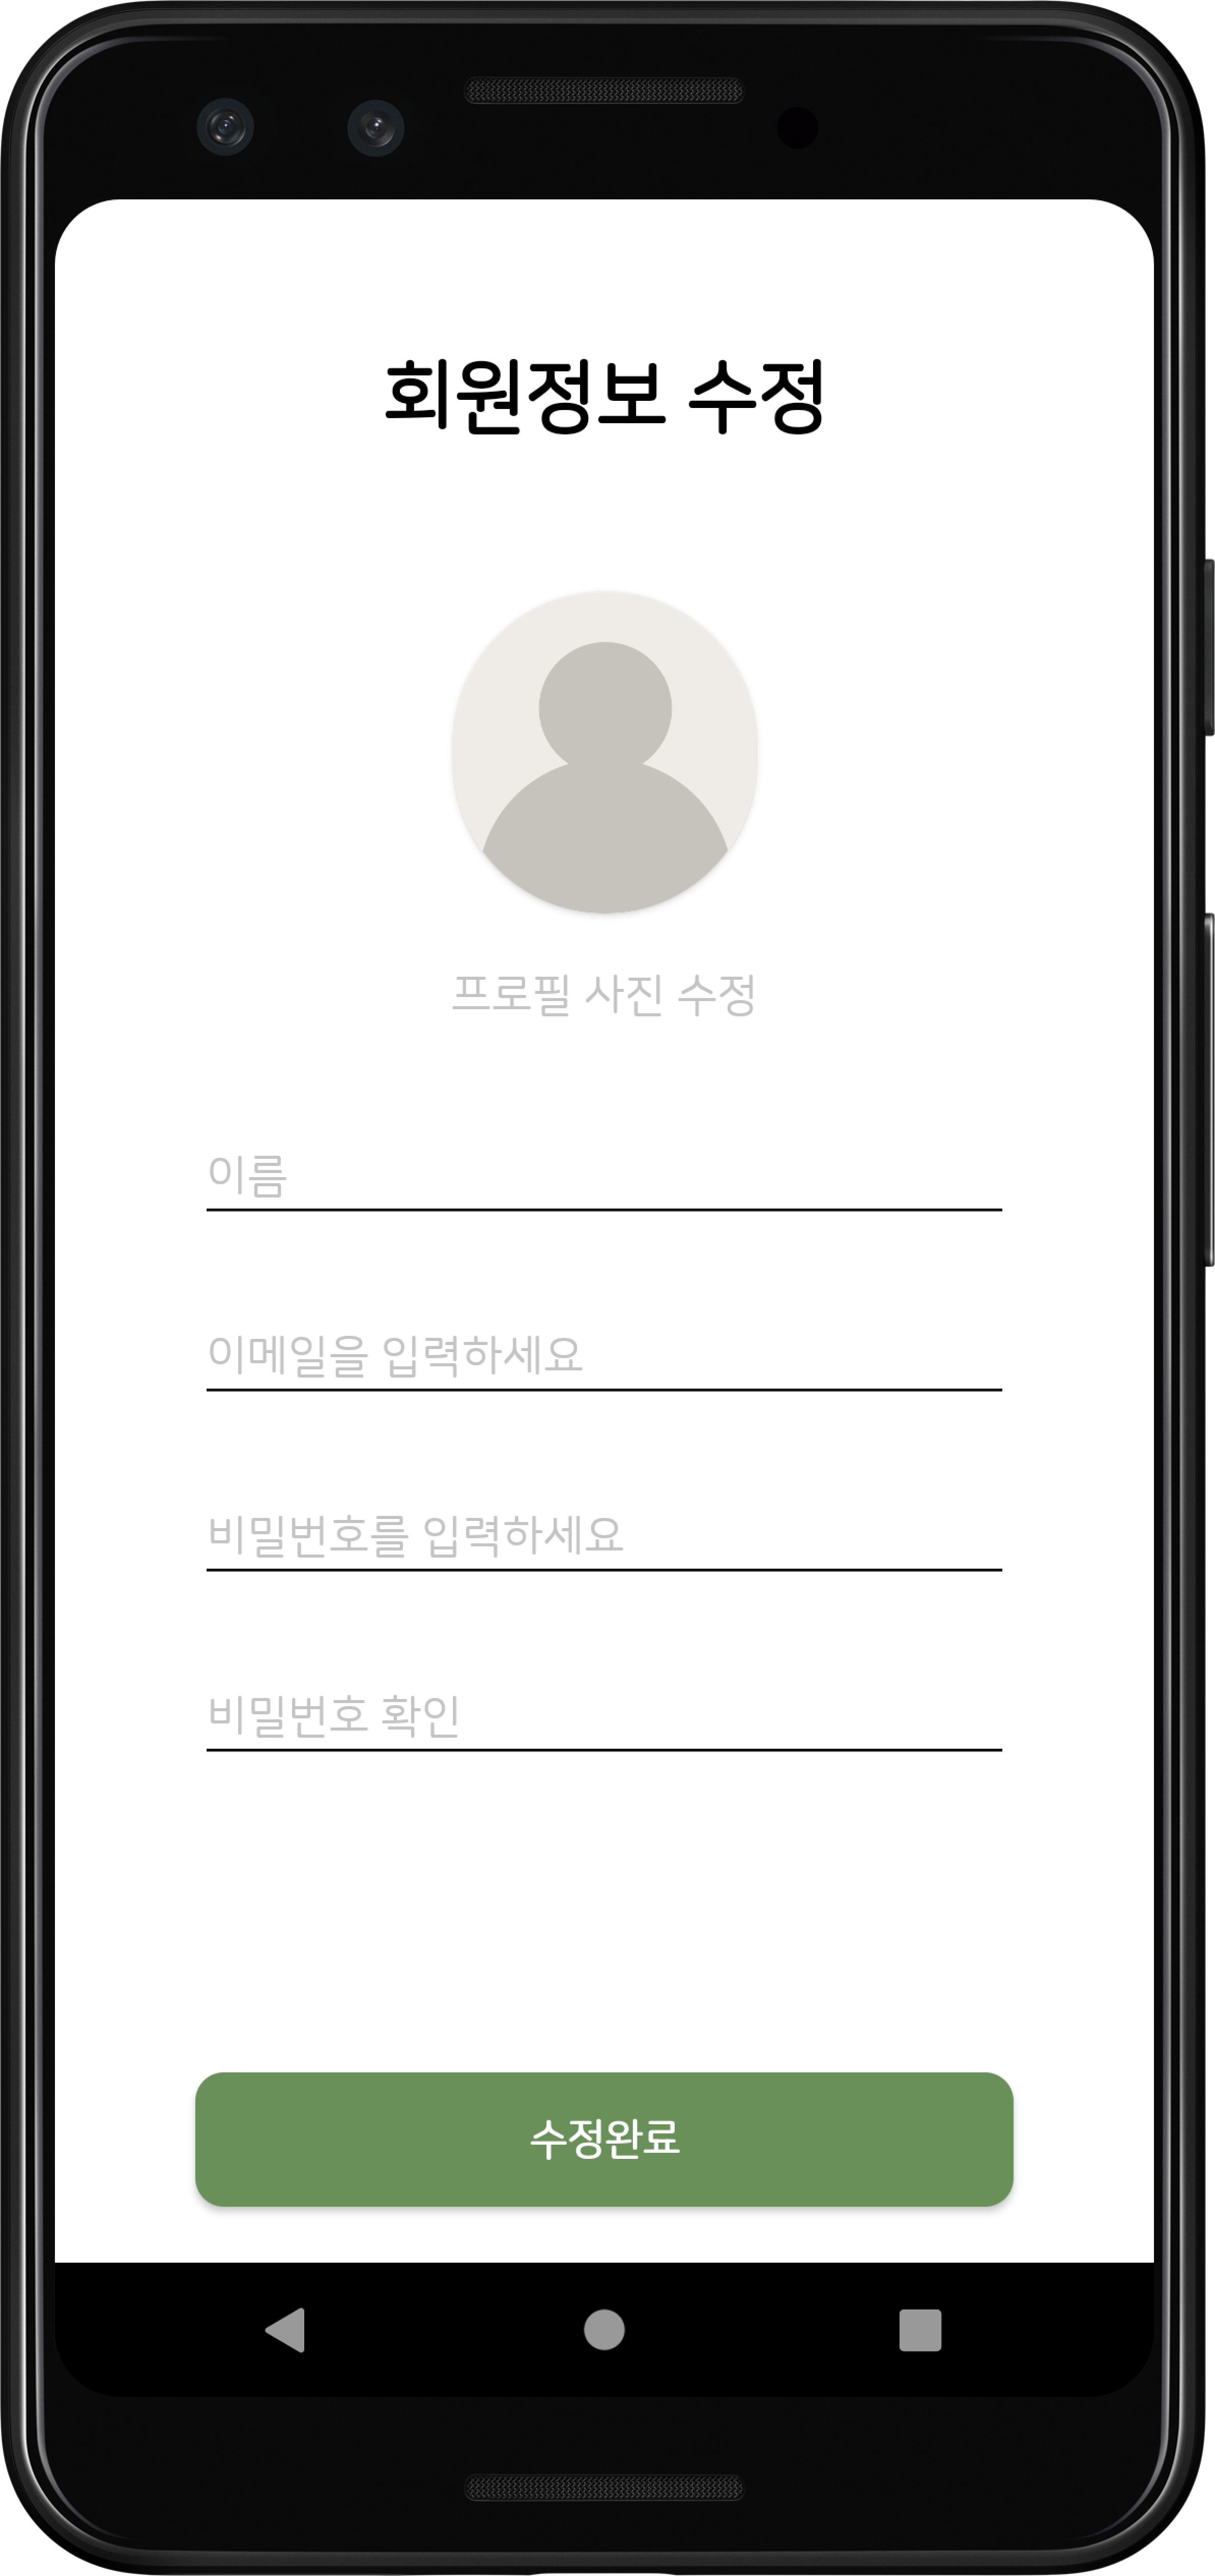 회원정보 수정
프로필 사진 수정
이름
이메일을 입력하세요
비밀번호를 입력하세요
비밀번호 확인
수정완료